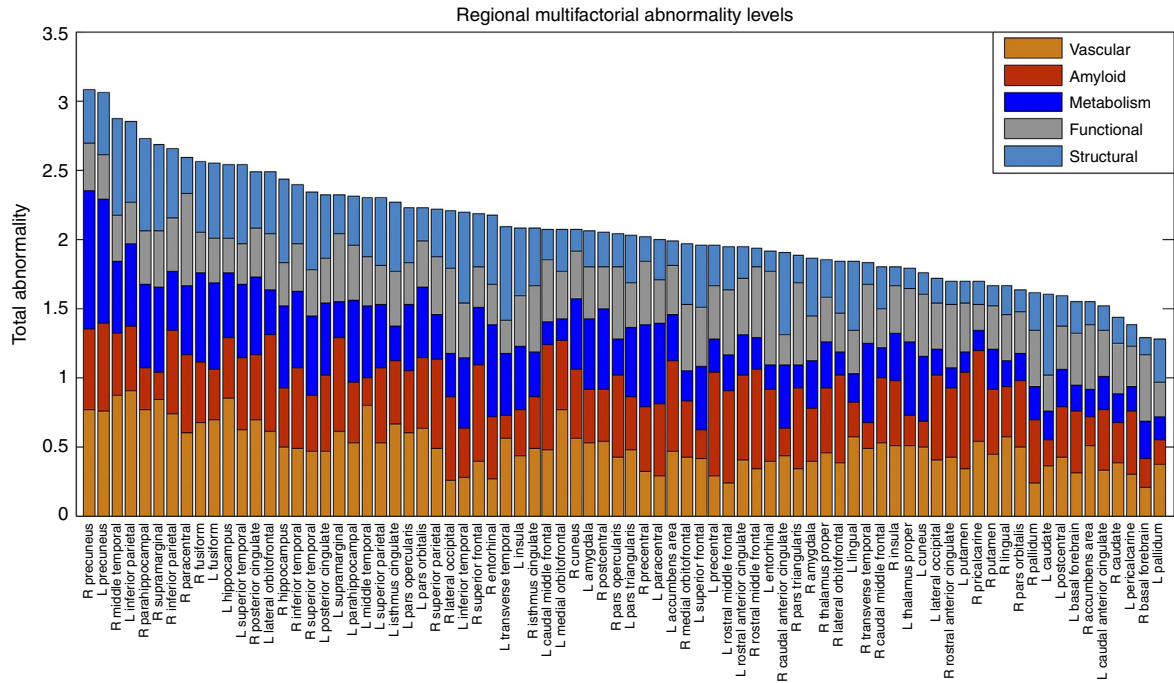 Regional multifactorial abnormality levels
Total abnormality
3.5
3
2.5
2
1.5
1
0.5
0
Vascular
Amyloid
Metabolism
Functional
Structural
R precuneus
L precuneus
R middle temporal
L inferior parietal
R parahippocampal
R supramarginal
R inferior parietal
R paracentral
R fusiform
L fusiform
L hippocampus
L superior temporal
R posterior cingulate
L lateral orbitofrontal
R hippocampus
R inferior temporal
R superior temporal
L posterior cingulate
L supramarginal
L parahippocampal
L middle temporal
L superior parietal
L isthmus cingulate
L pars opercularis
L pars orbitalis
R superior parietal
R lateral occipital
L inferior temporal
R superior frontal
R entorhinal
L transverse temporal
L insula
R isthmus cingulate
L caudal middle frontal
L medial orbitofrontal
R cuneus
L amygdala
R postcentral
R pars opercularis
L pars triangularis
R precentral
L paracentral
L accumbens area
R medial orbitofrontal
L superior frontal
L precentral
L rostral middle frontal
L rostral anterior cingulate
R rostral middle frontal
L entorhinal
R caudal anterior cingulate
R pars triangularis
R amygdala
R thalamus proper
R lateral orbitofrontal
L lingual
R transverse temporal
R caudal middle frontal
R insula
L thalamus proper
L cuneus
L lateral occipital
R rostral anterior cingulate
L putamen
R pricalcarine
R putamen
R lingual
R pars orbitalis
R pallidum
L caudate
L postcentral
L basal forebrain
R accumbens area
L caudal anterior cingulate
R caudate
L pericalcarine
R basal forebrain
L pallidum